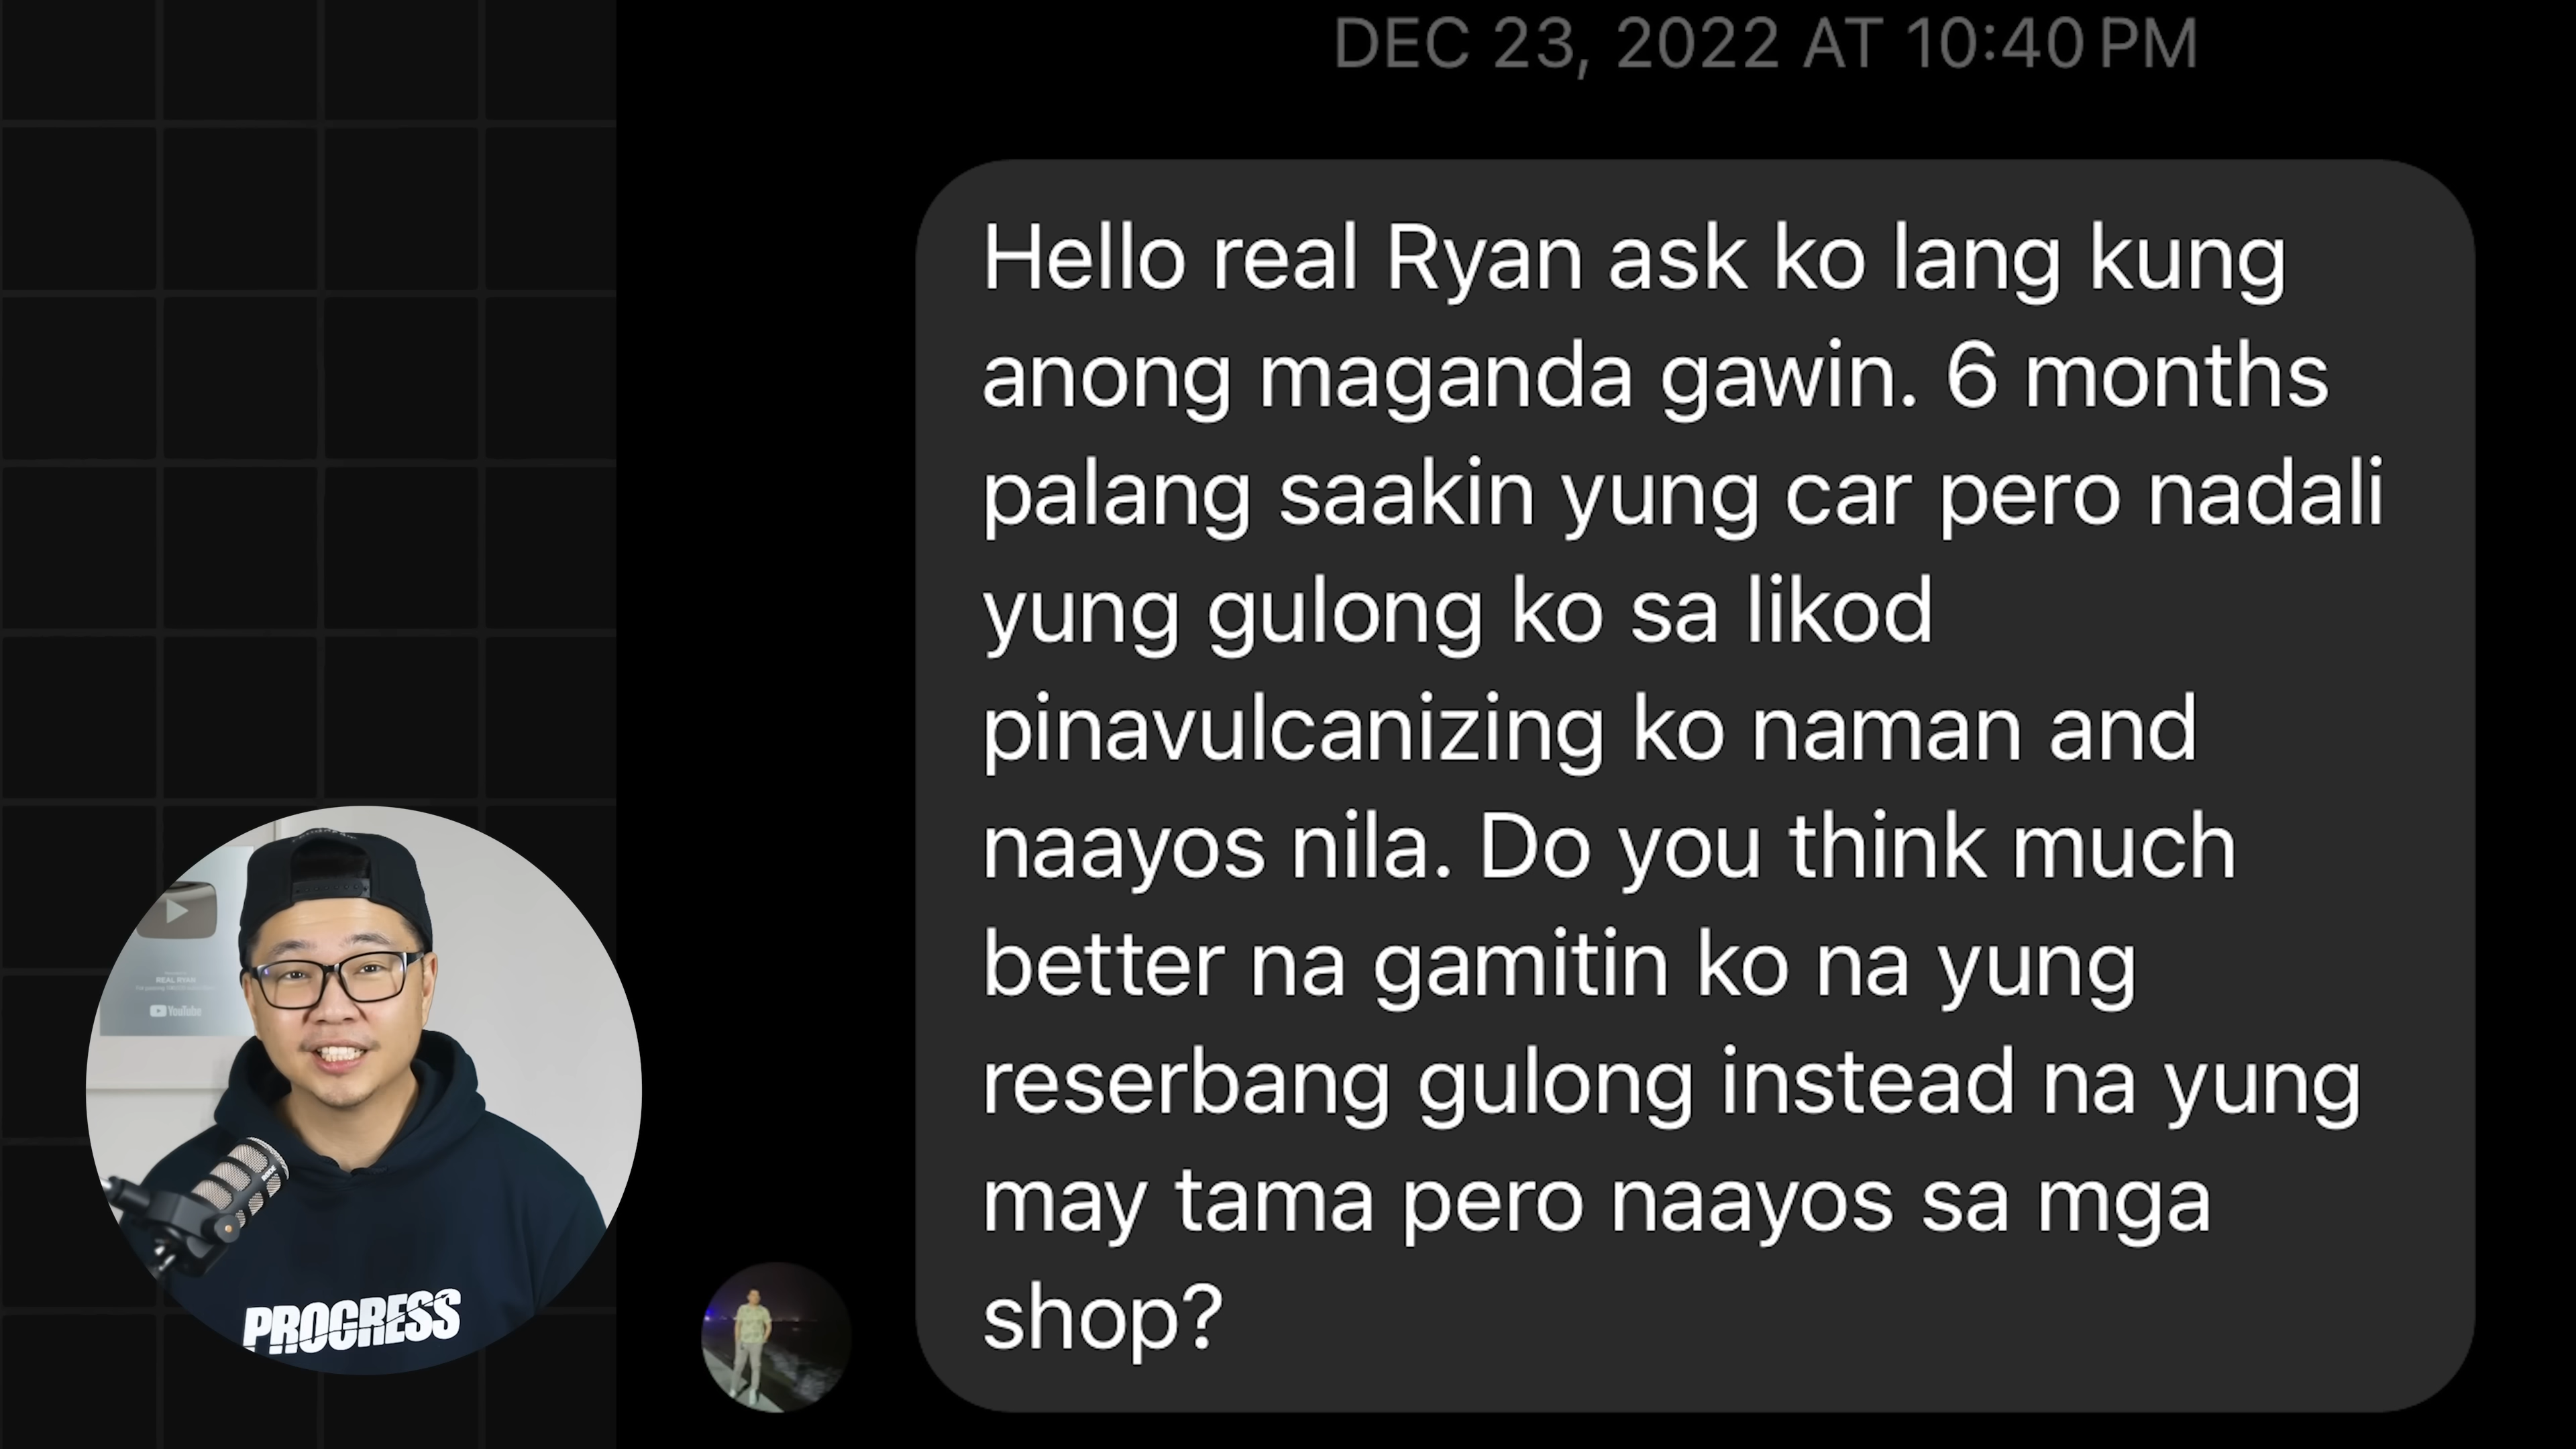 DEC 23, 2022 AT 10:40 PM
Hello real Ryan ask ko lang kung
anong maganda gawin. 6 months
palang saakin yung car pero nadali
yung gulong ko sa likod
pinavulcanizing ko naman and
naayos nila. Do you think much
better na gamitin ko na yung
reserbang gulong instead na yung
may tama pero naayos sa mga
shop?
REAL RYAN
YouTube
PROGRESS